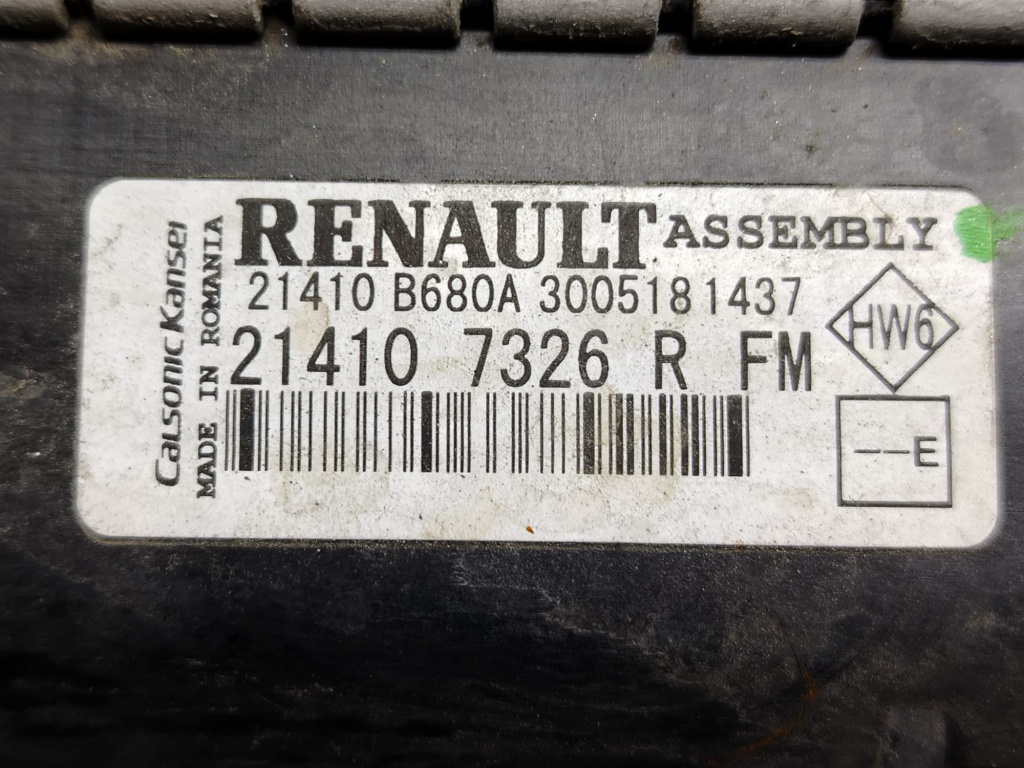 Calsonic Kansei
MADE IN ROMANIA
RENAULT ASSEMBLY
21410 B680A 3005181437
21410 7326 R FM
HW6
--E